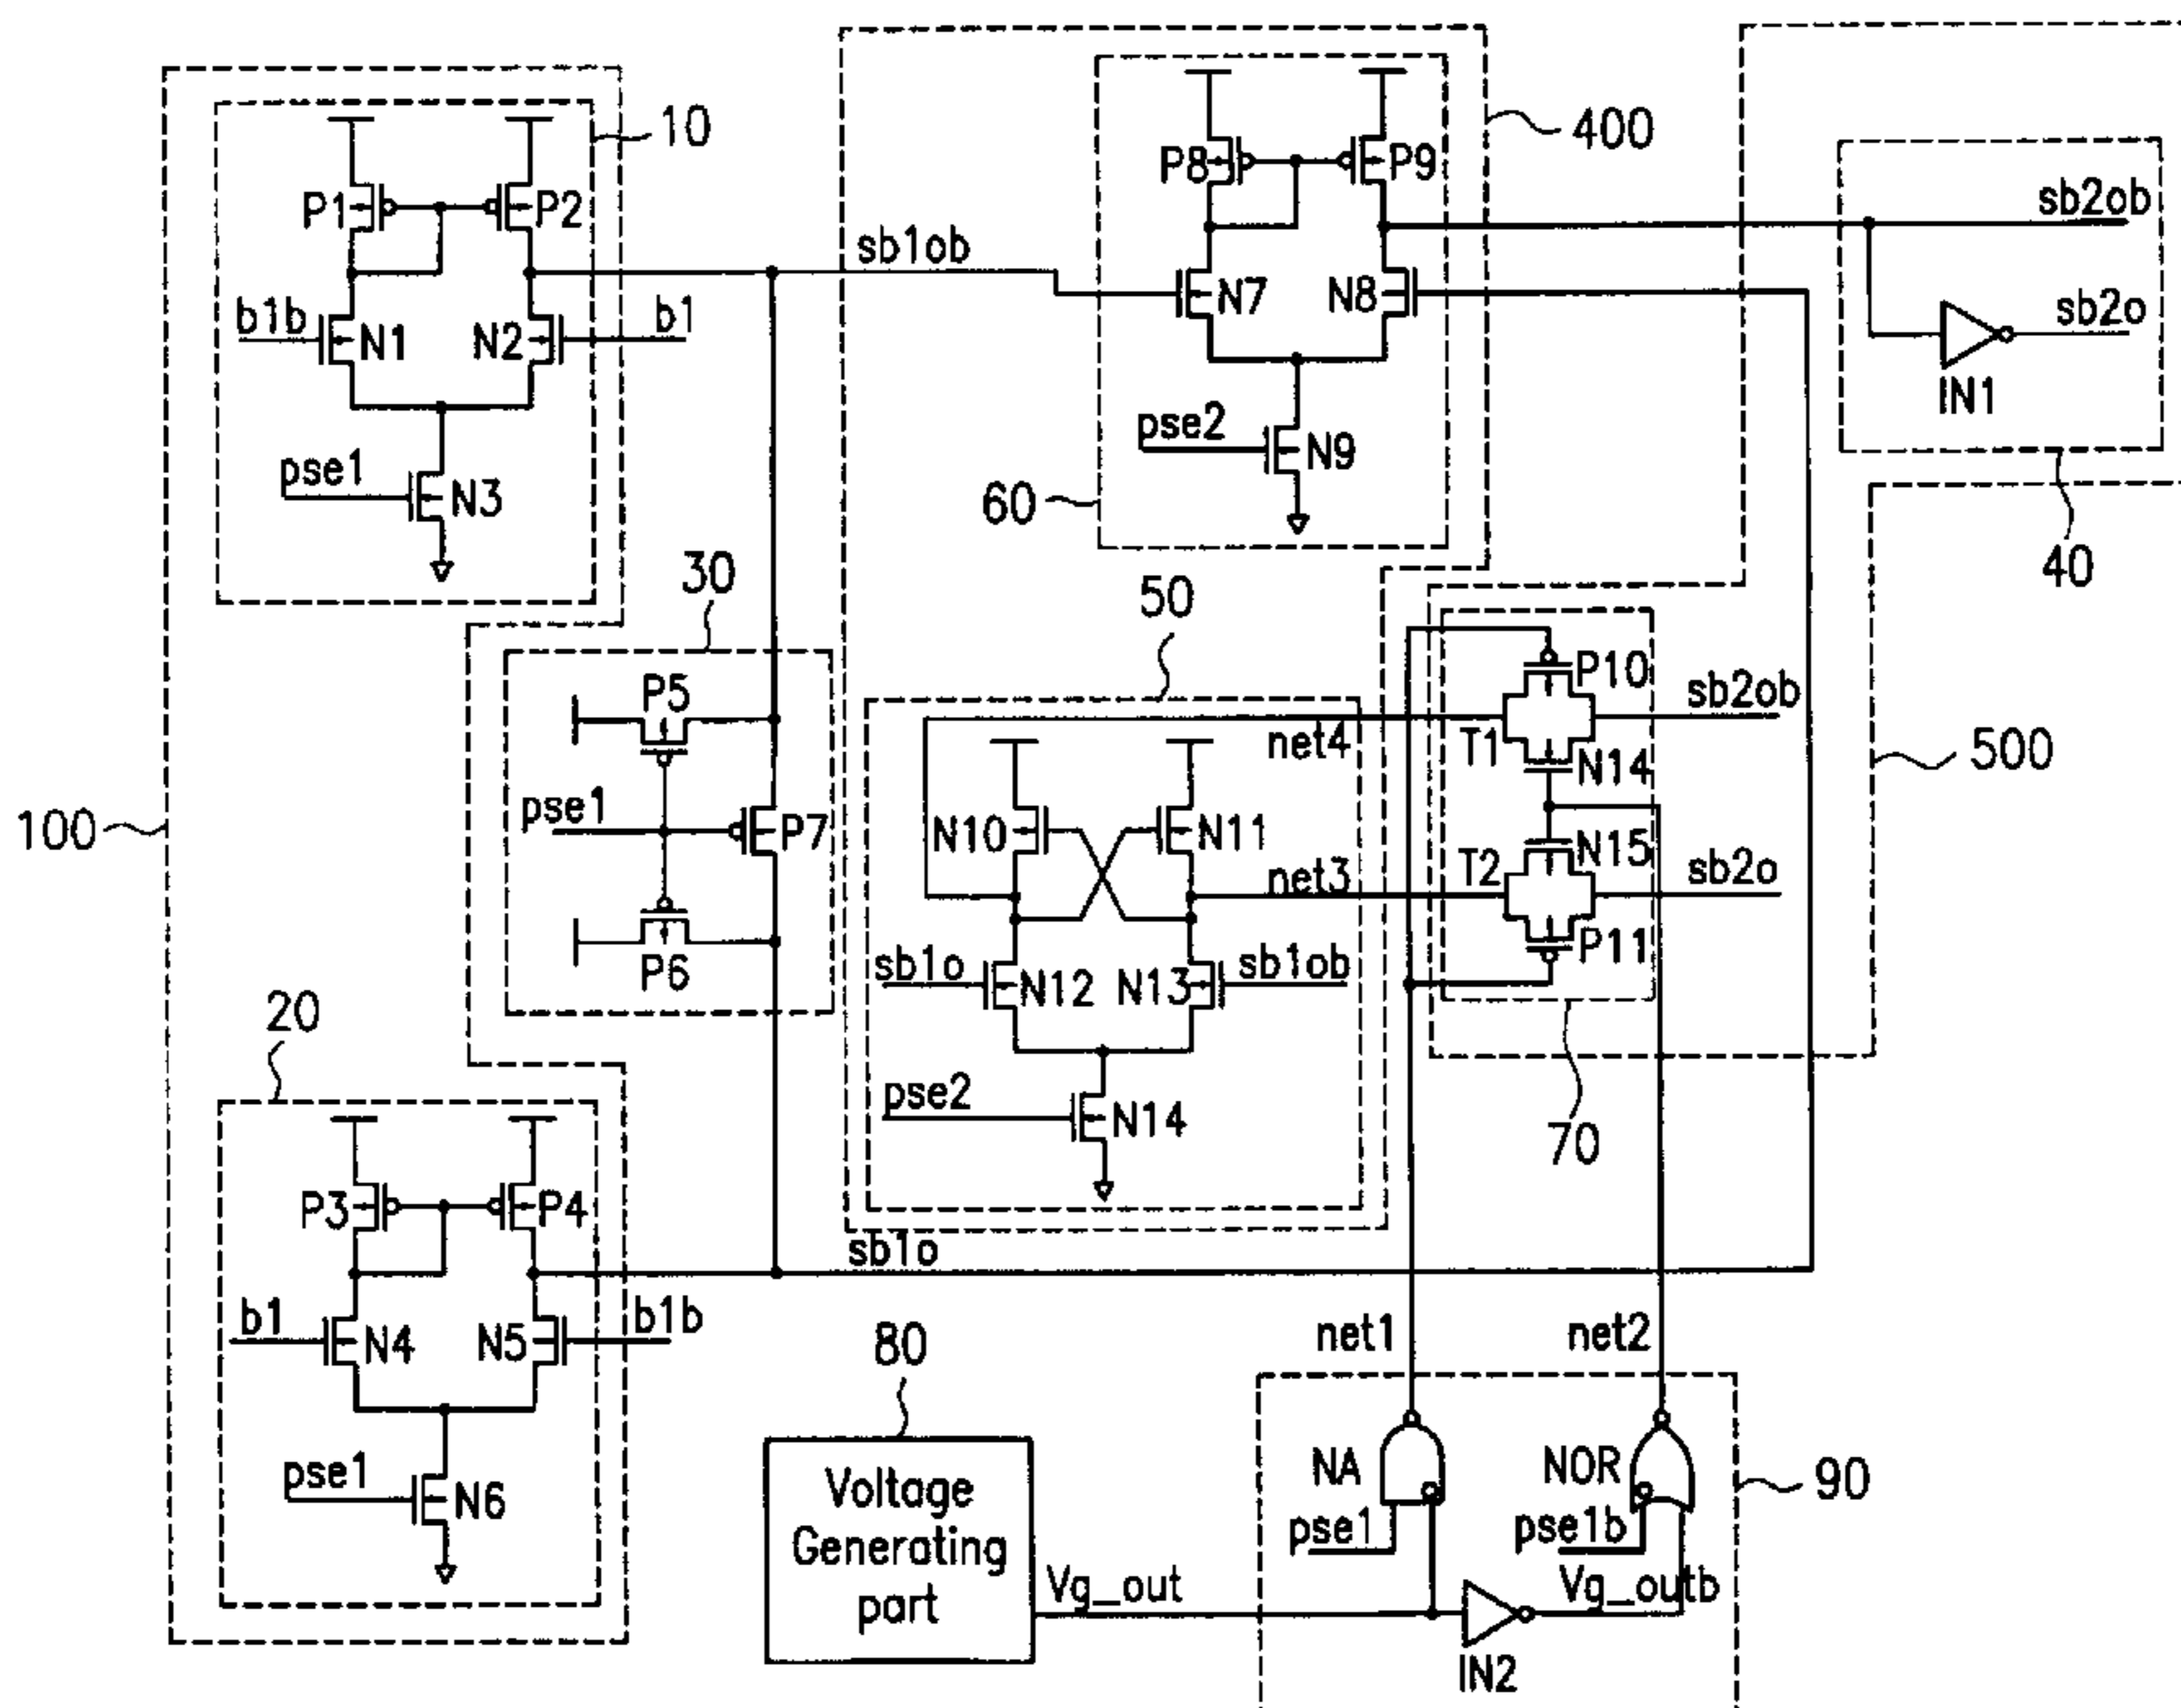 10
P1
P2
b1b
N1
N2
b1
pse1
N3
sb1ob
400
P8
P9
N7
N8
pse2
N9
60
sb2ob
sb2o
IN1
40
30
P5
pse1
P7
P6
100
50
net4
N10
N11
net3
sb1o
N12
N13
sb1ob
pse2
N14
P10
sb2ob
T1
N14
N15
T2
sb2o
P11
500
70
20
P3
P4
b1
N4
N5
b1b
pse1
N6
sb1o
net1
net2
80
Voltage
Generating
part
Vg_out
NA
pse1
NOR
pse1b
Vg_outb
IN2
90